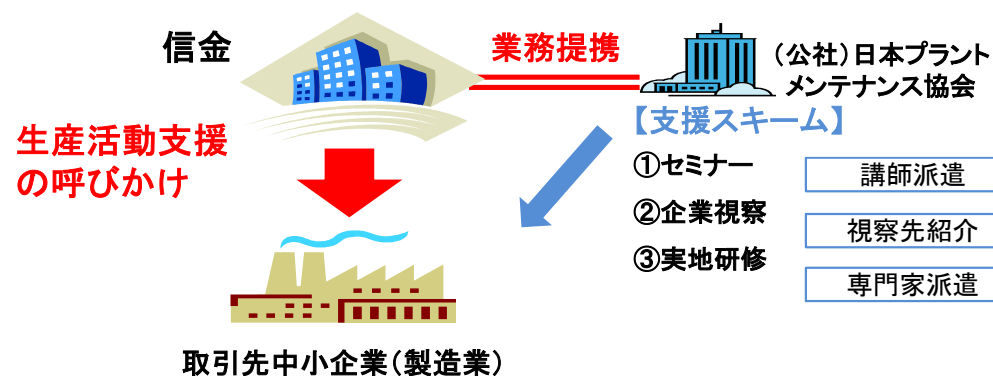 信金
業務提携
（公社）日本プラント
メンテナンス協会
生産活動支援
の呼びかけ
【支援スキーム】
①セミナー
講師派遣
②企業視察
視察先紹介
③実地研修
専門家派遣
取引先中小企業（製造業）